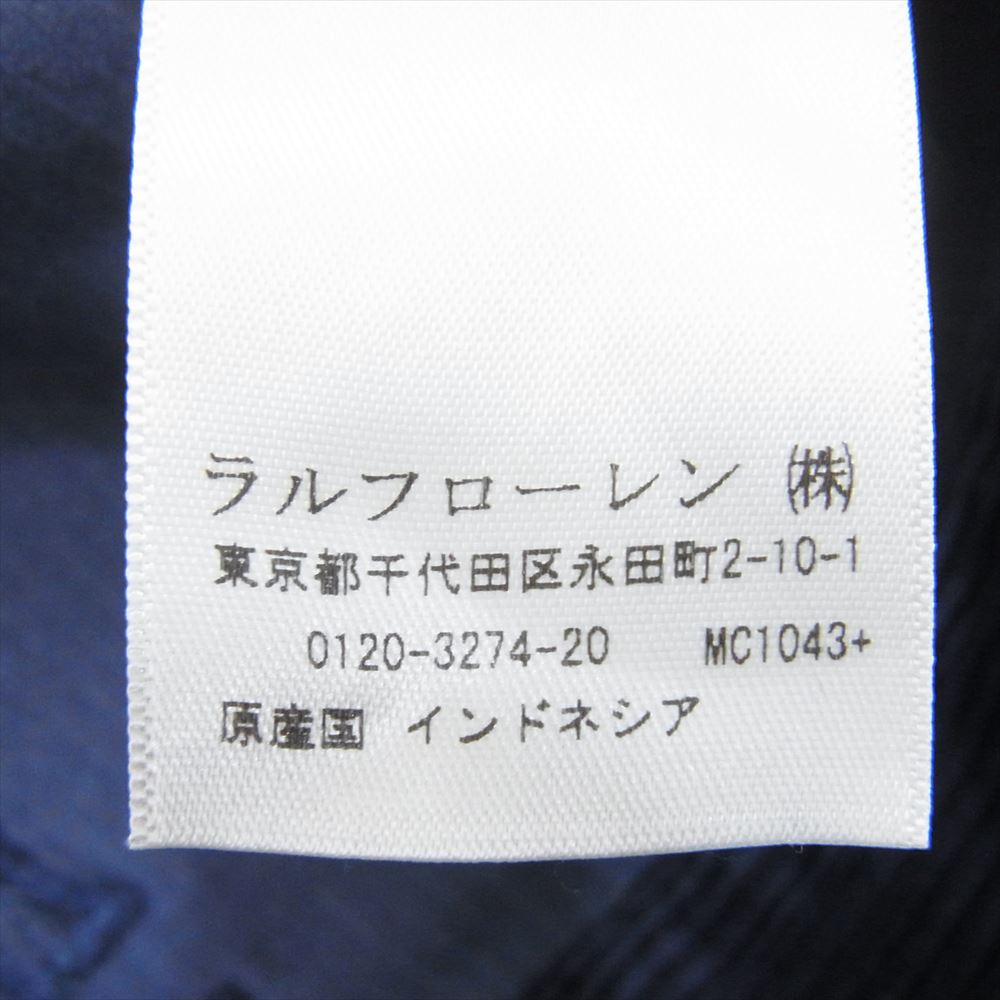 ラルフローレン ㈱
東京都千代田区永田町2-10-1
0120-3274-20 MC1043+
原産国 インドネシア